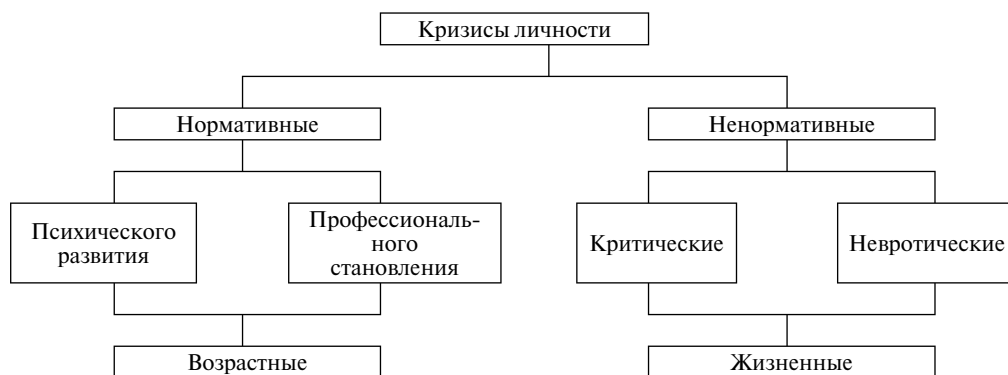 Кризисы личности
Нормативные
Ненормативные
Психического
развития
Профессиональ-
ного
становления
Критические
Невротические
Возрастные
Жизненные